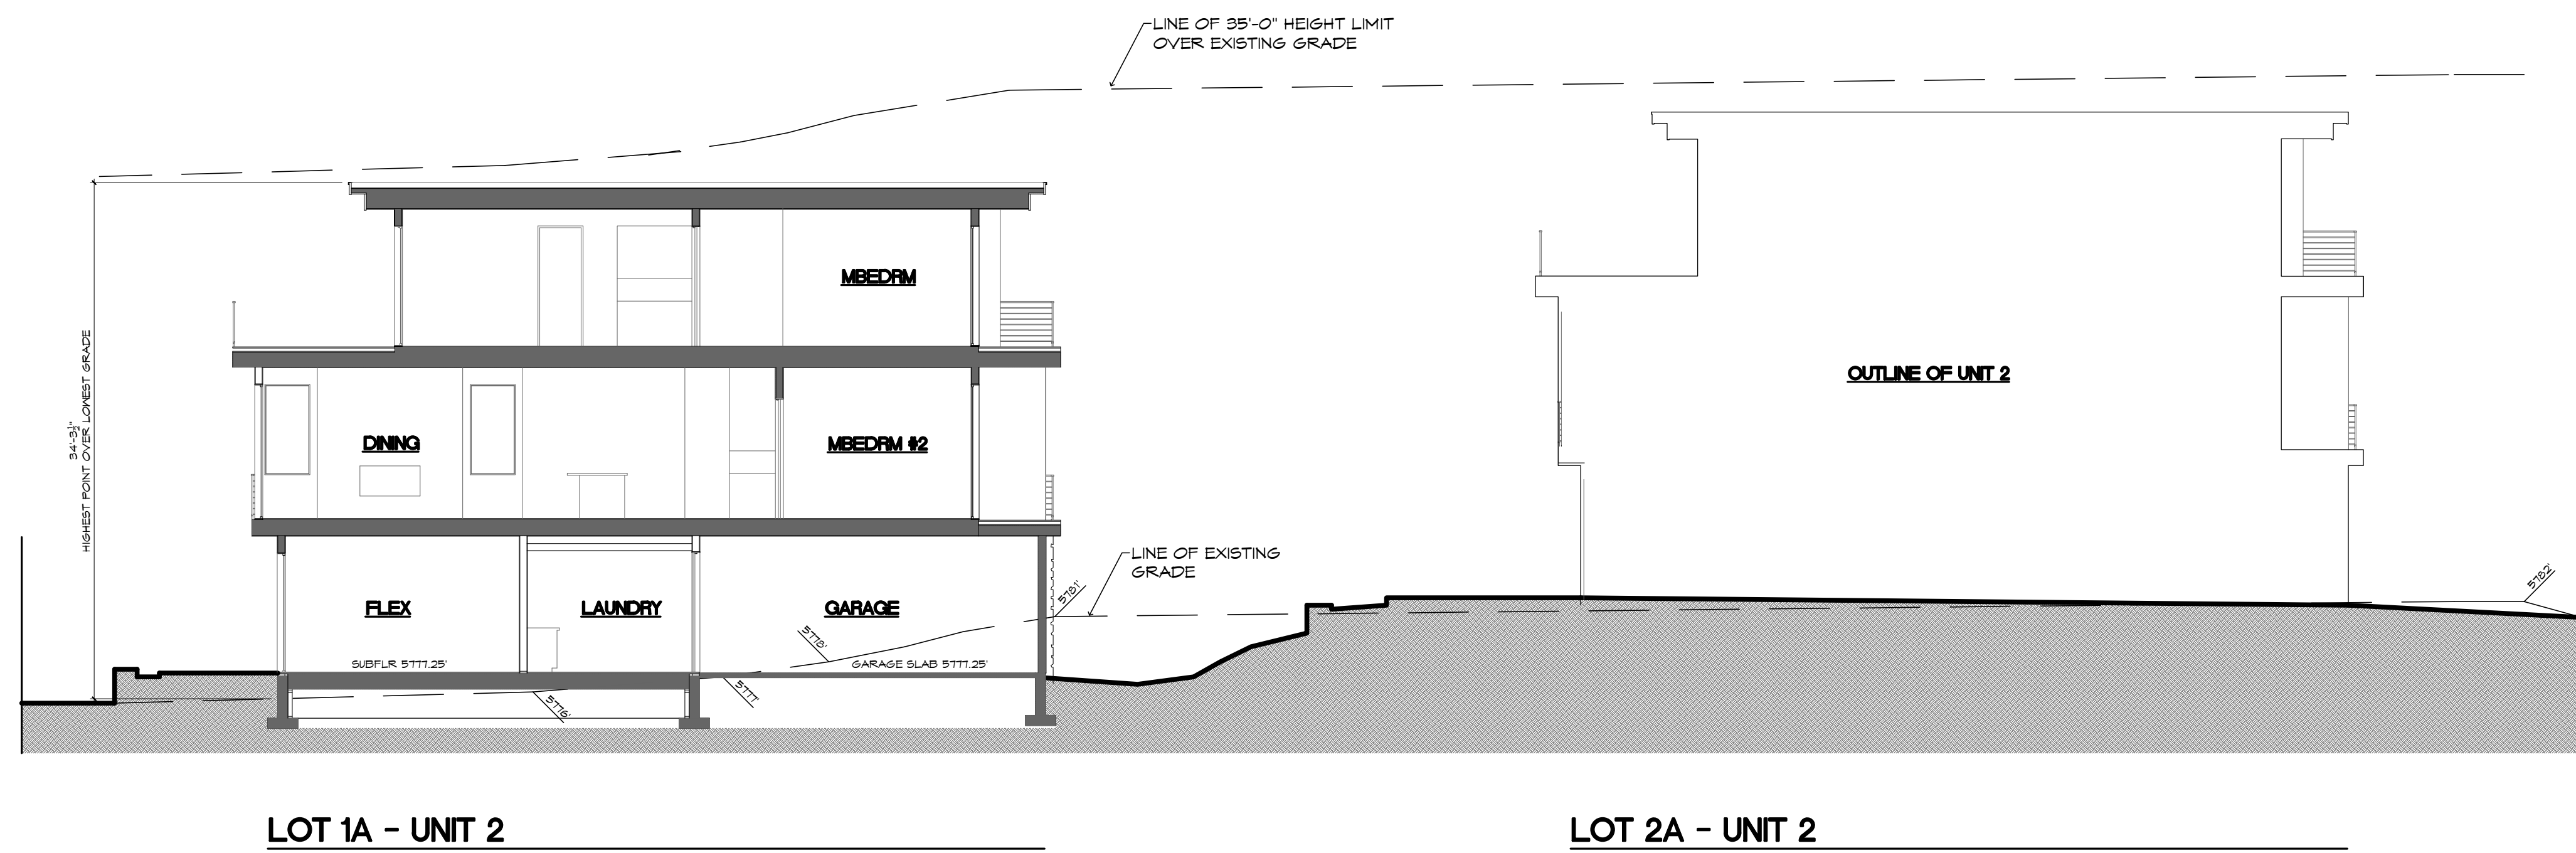 LINE OF 35'-0" HEIGHT LIMIT
OVER EXISTING GRADE
34'-3½"
HIGHEST POINT OVER LOWEST GRADE
MBEDRM
DINING
MBEDRM #2
OUTLINE OF UNIT 2
LINE OF EXISTING
GRADE
FLEX
LAUNDRY
GARAGE
5781'
5782'
5778'
SUBFLR 5777.25'
GARAGE SLAB 5777.25'
5776'
5777'
LOT 1A - UNIT 2
LOT 2A - UNIT 2